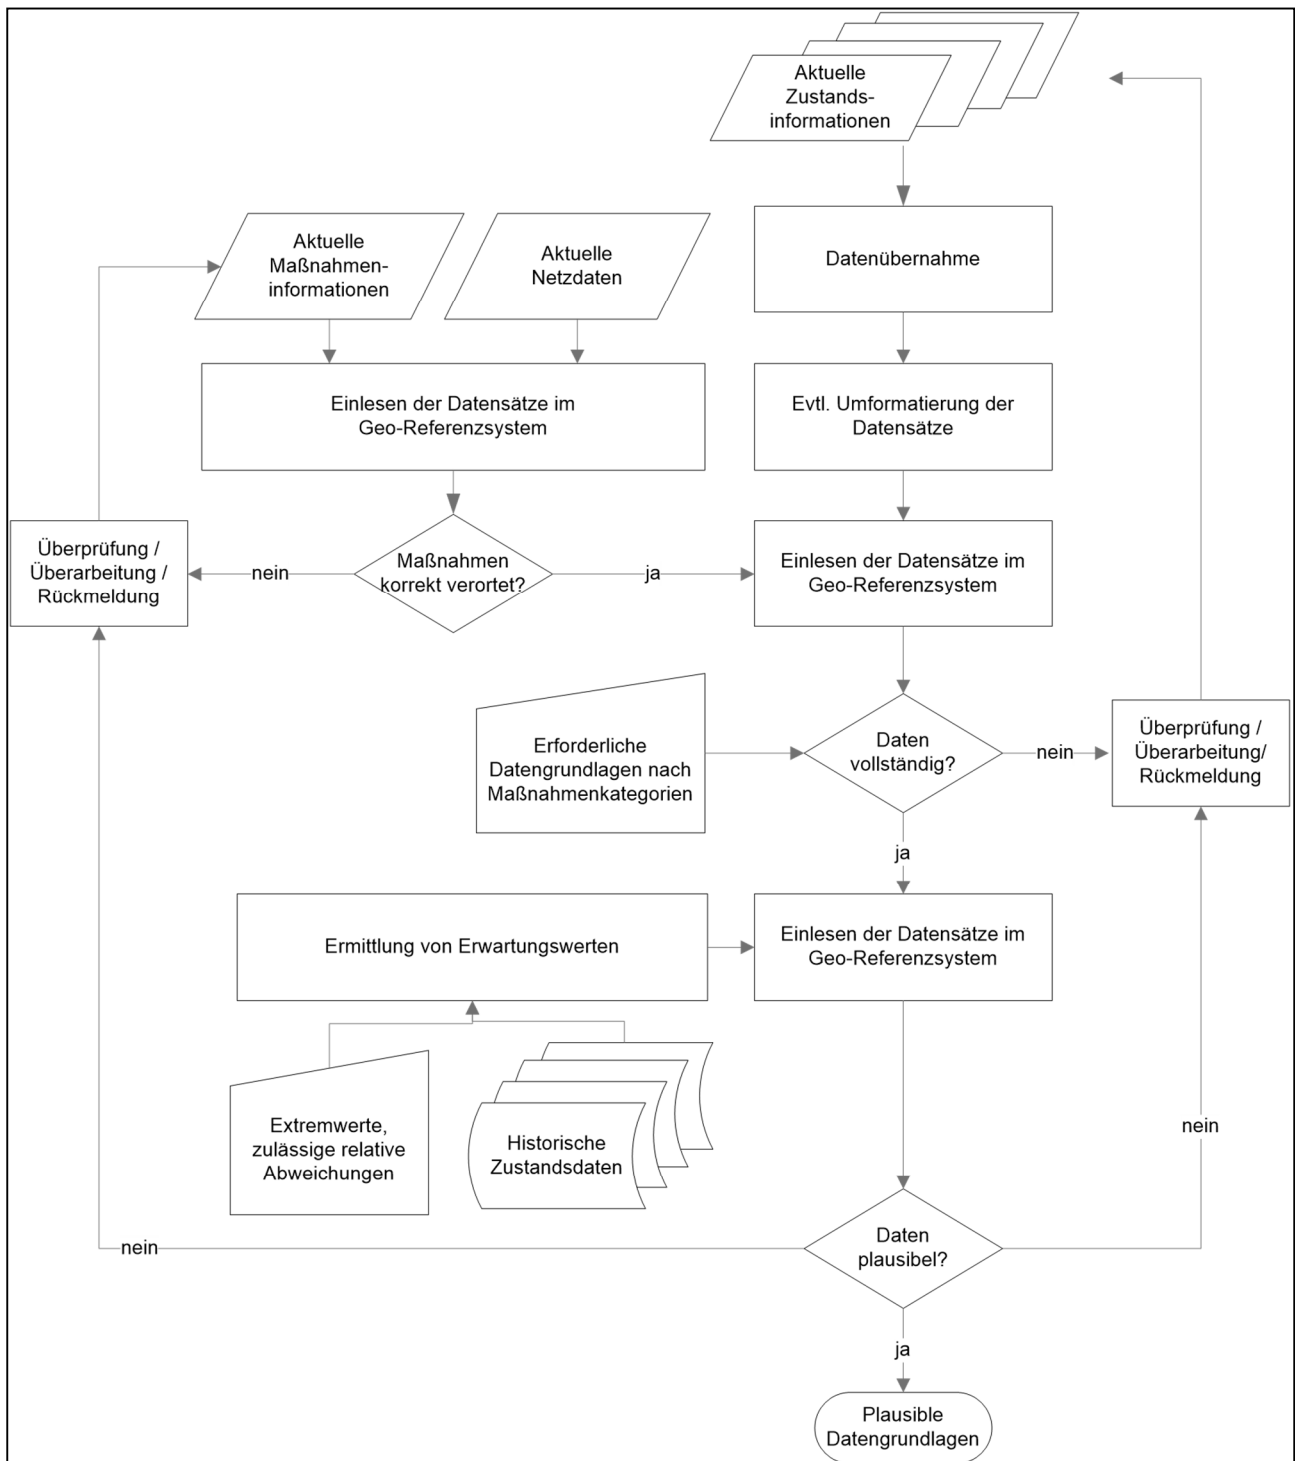 Aktuelle
Zustands-
informationen
Aktuelle
Maßnahmen-
informationen
Aktuelle
Netzdaten
Datenübernahme
Einlesen der Datensätze im
Geo-Referenzsystem
Evtl. Umformatierung der
Datensätze
Überprüfung /
Überarbeitung /
Rückmeldung
nein
Maßnahmen
korrekt verortet?
ja
Einlesen der Datensätze im
Geo-Referenzsystem
Erforderliche
Datengrundlagen nach
Maßnahmenkategorien
Daten
vollständig?
nein
Überprüfung /
Überarbeitung/
Rückmeldung
ja
Ermittlung von Erwartungswerten
Einlesen der Datensätze im
Geo-Referenzsystem
Extremwerte,
zulässige relative
Abweichungen
Historische
Zustandsdaten
nein
nein
Daten
plausibel?
ja
Plausible
Datengrundlagen